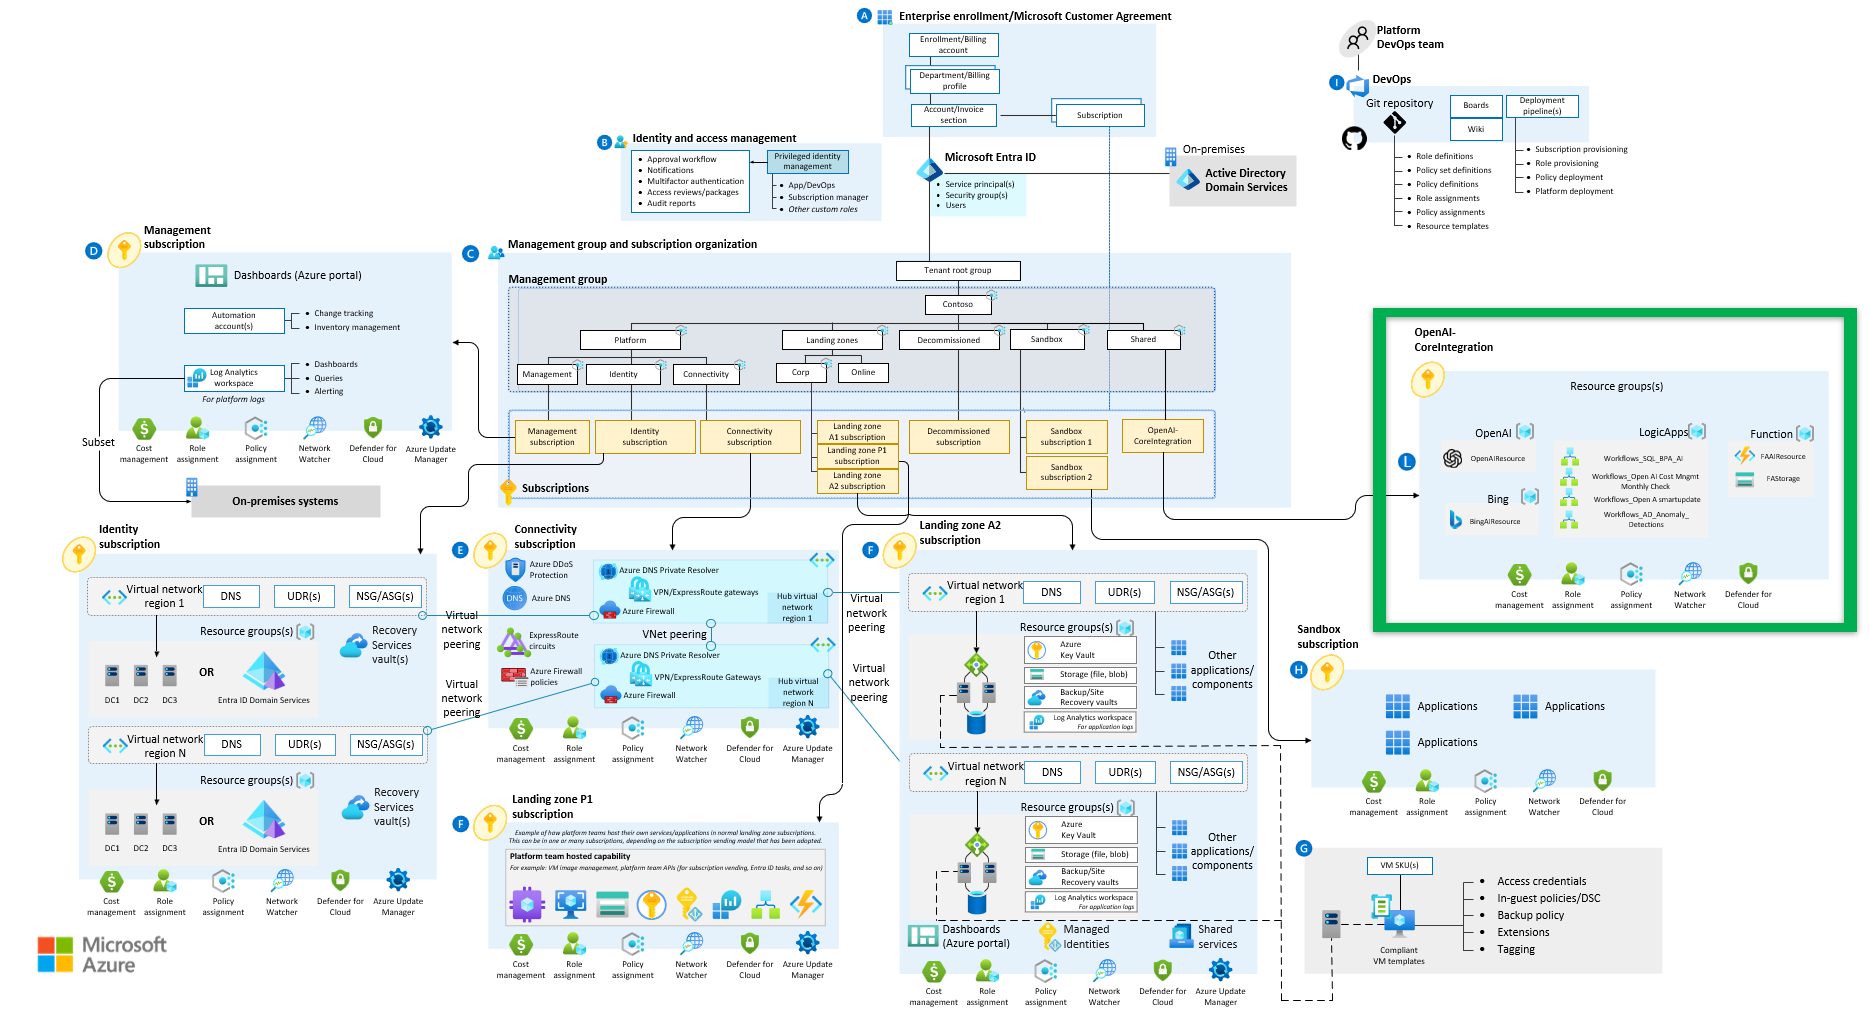 A
Enterprise enrollment/Microsoft Customer Agreement
Enrollment/Billing
account
Department/Billing
profile
Account/Invoice
section
Subscription
B
Identity and access management
• Approval workflow
• Notifications
• Multifactor authentication
• Access reviews/packages
• Audit reports
Privileged identity
management
• App/DevOps
• Subscription manager
• Other custom roles
Microsoft Entra ID
• Service principal(s)
• Security group(s)
• Users
On-premises
Active Directory
Domain Services
Platform
DevOps team
I
DevOps
Git repository
Boards
Wiki
Deployment
pipeline(s)
• Role definitions
• Policy set definitions
• Policy definitions
• Role assignments
• Policy assignments
• Resource templates
• Subscription provisioning
• Role provisioning
• Policy deployment
• Platform deployment
D
Management
subscription
Dashboards (Azure portal)
Automation
account(s)
• Change tracking
• Inventory management
Log Analytics
workspace
For platform logs
• Dashboards
• Queries
• Alerting
Subset
Cost
management
Role
assignment
Policy
assignment
Network
Watcher
Defender for
Cloud
Azure Update
Manager
On-premises systems
C
Management group and subscription organization
Management group
Tenant root group
Contoso
Platform
Landing zones
Decommissioned
Sandbox
Shared
Management
Identity
Connectivity
Corp
Online
Management
subscription
Identity
subscription
Connectivity
subscription
Landing zone
A1 subscription
Landing zone P1
subscription
Landing zone
A2 subscription
Decommissioned
subscription
Sandbox
subscription 1
Sandbox
subscription 2
OpenAI-
CoreIntegration
Subscriptions
OpenAI-
CoreIntegration
Resource groups(s)
L
OpenAI
OpenAIResource
Bing
BingAIResource
LogicApps
Workflows_SQL_BPA_AI
Workflows_Open AI Cost Mngmt
Monthly Check
Workflows_Open A smartupdate
Workflows_AD_Anomaly_
Detections
Function
FAAIResource
FAStorage
Cost
management
Role
assignment
Policy
assignment
Network
Watcher
Defender for
Cloud
Identity
subscription
Virtual network
region 1
DNS
UDR(s)
NSG/ASG(s)
Resource groups(s)
DC1
DC2
DC3
OR
Entra ID Domain Services
Recovery
Services
vault(s)
Virtual network
region N
DNS
UDR(s)
NSG/ASG(s)
Resource groups(s)
DC1
DC2
DC3
OR
Entra ID Domain Services
Recovery
Services
vault(s)
Cost
management
Role
assignment
Policy
assignment
Network
Watcher
Defender for
Cloud
Azure Update
Manager
Virtual
network
peering
Virtual
network
peering
E
Connectivity
subscription
Azure DDoS
Protection
DNS
Azure DNS
ExpressRoute
circuits
Azure Firewall
policies
Azure DNS Private Resolver
VPN/ExpressRoute gateways
Azure Firewall
Hub virtual
network
region 1
VNet peering
Azure DNS Private Resolver
VPN/ExpressRoute Gateways
Azure Firewall
Hub virtual
network
region N
Cost
management
Role
assignment
Policy
assignment
Network
Watcher
Defender for
Cloud
Azure Update
Manager
Virtual
network
peering
Virtual
network
peering
F
Landing zone P1
subscription
Example of how platform teams host their own services/applications in normal landing zone subscriptions.
This can be in one or many subscriptions, depending on the subscription vending model that has been adopted.
Platform team hosted capability
For example: VM image management, platform team APIs (for subscription vending, Entra ID tasks, and so on)
Cost
management
Role
assignment
Policy
assignment
Network
Watcher
Defender for
Cloud
Azure Update
Manager
F
Landing zone A2
subscription
Virtual network
region 1
DNS
UDR(s)
NSG/ASG(s)
Resource groups(s)
Azure
Key Vault
Storage (file, blob)
Backup/Site
Recovery vaults
Log Analytics workspace
For application logs
Other
applications/
components
Virtual network
region N
DNS
UDR(s)
NSG/ASG(s)
Resource groups(s)
Azure
Key Vault
Storage (file, blob)
Backup/Site
Recovery vaults
Log Analytics workspace
For application logs
Other
applications/
components
Dashboards
(Azure portal)
Managed
Identities
Shared
services
Cost
management
Role
assignment
Policy
assignment
Network
Watcher
Defender for
Cloud
Azure Update
Manager
Sandbox
subscription
H
Applications
Applications
Applications
Cost
management
Role
assignment
Policy
assignment
Network
Watcher
Defender for
Cloud
G
VM SKU(s)
Compliant
VM templates
• Access credentials
• In-guest policies/DSC
• Backup policy
• Extensions
• Tagging
Microsoft
Azure